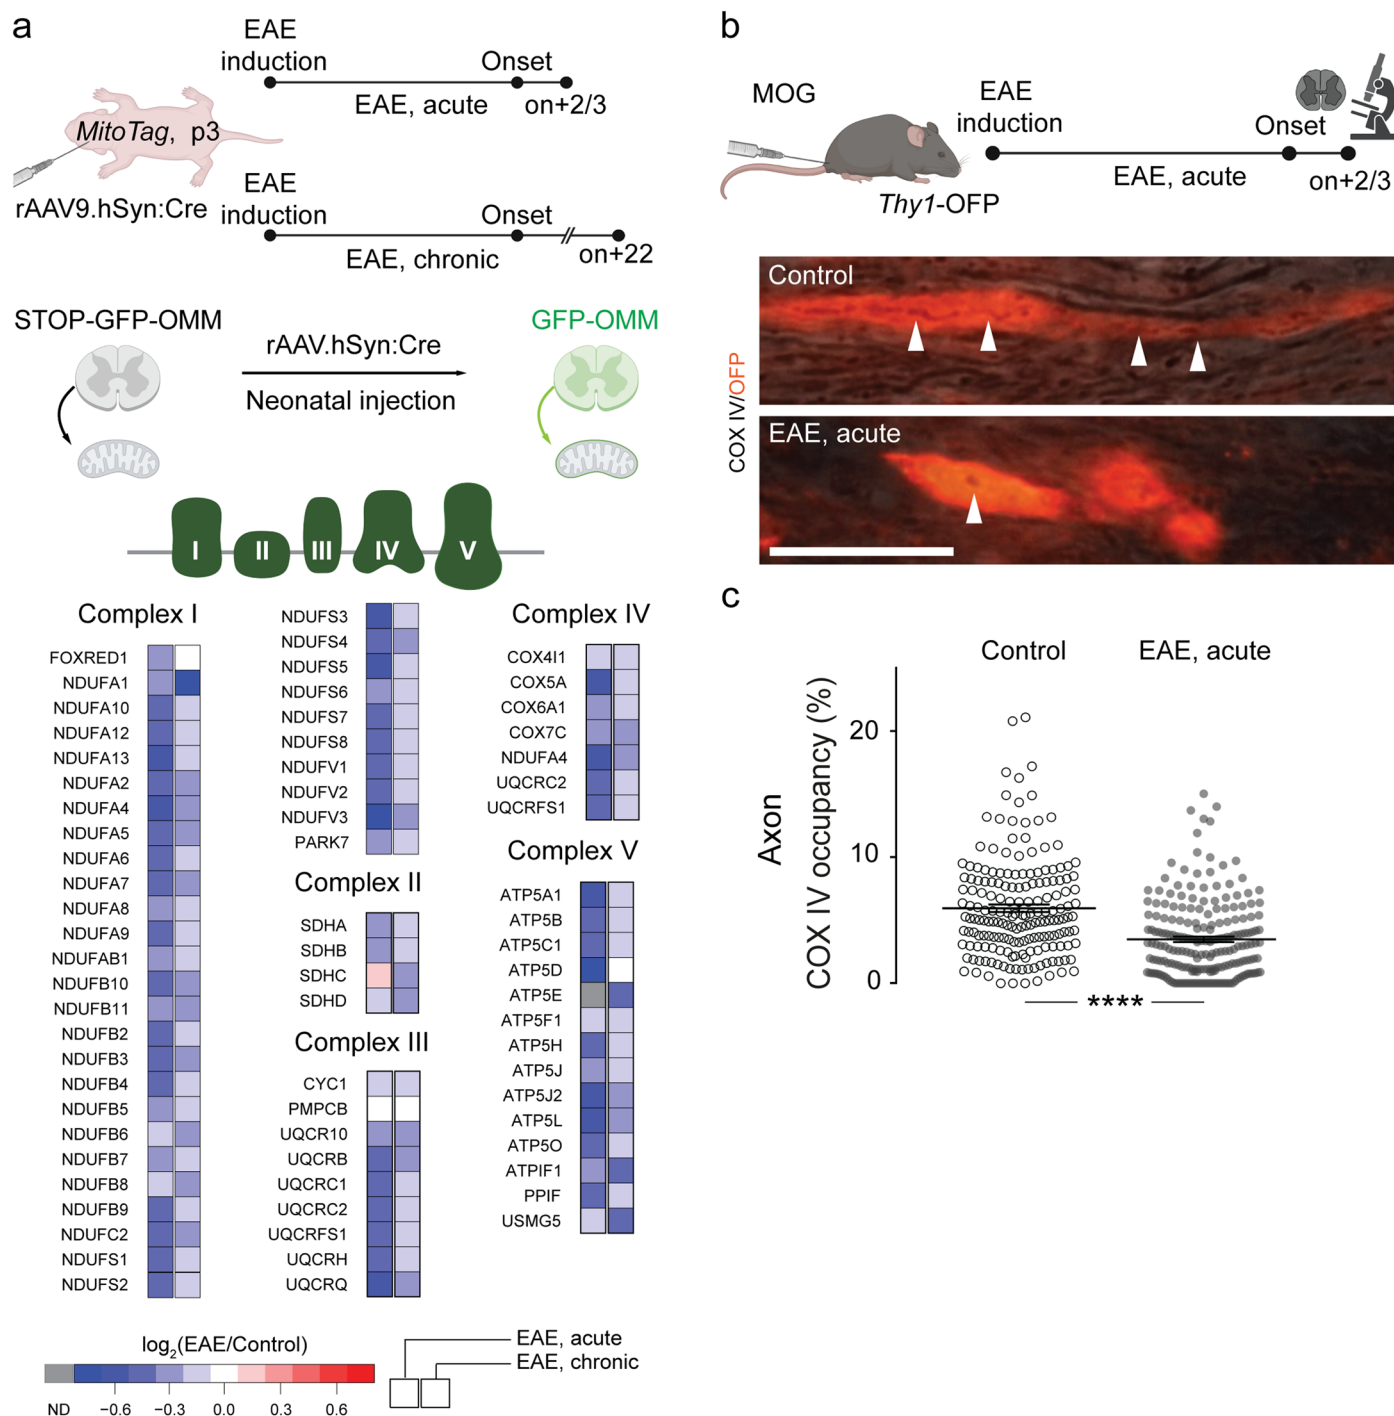 a
EAE
induction
Onset
EAE, acute
on+2/3
MitoTag, p3
rAAV9.hSyn:Cre
EAE
induction
Onset
EAE, chronic
on+22
STOP-GFP-OMM
rAAV.hSyn:Cre
Neonatal injection
GFP-OMM
I II III IV V
Complex I
FOXRED1
NDUFA1
NDUFA10
NDUFA12
NDUFA13
NDUFA2
NDUFA4
NDUFA5
NDUFA6
NDUFA7
NDUFA8
NDUFA9
NDUFAB1
NDUFB10
NDUFB11
NDUFB2
NDUFB3
NDUFB4
NDUFB5
NDUFB6
NDUFB7
NDUFB8
NDUFB9
NDUFC2
NDUFS1
NDUFS2
NDUFS3
NDUFS4
NDUFS5
NDUFS6
NDUFS7
NDUFS8
NDUFV1
NDUFV2
NDUFV3
PARK7
Complex II
SDHA
SDHB
SDHC
SDHD
Complex III
CYC1
PMPCB
UQCR10
UQCRB
UQCRC1
UQCRC2
UQCRFS1
UQCRH
UQCRQ
Complex IV
COX4I1
COX5A
COX6A1
COX7C
NDUFA4
UQCRC2
UQCRFS1
Complex V
ATP5A1
ATP5B
ATP5C1
ATP5D
ATP5E
ATP5F1
ATP5H
ATP5J
ATP5J2
ATP5L
ATP5O
ATPIF1
PPIF
USMG5
log2(EAE/Control)
ND −0.6 −0.3 0.0 0.3 0.6
EAE, acute
EAE, chronic
b
MOG
Thy1-OFP
EAE
induction
Onset
EAE, acute
on+2/3
COX IV/OFP
Control
EAE, acute
c
Control
EAE, acute
Axon
COX IV occupancy (%)
20
10
0
****